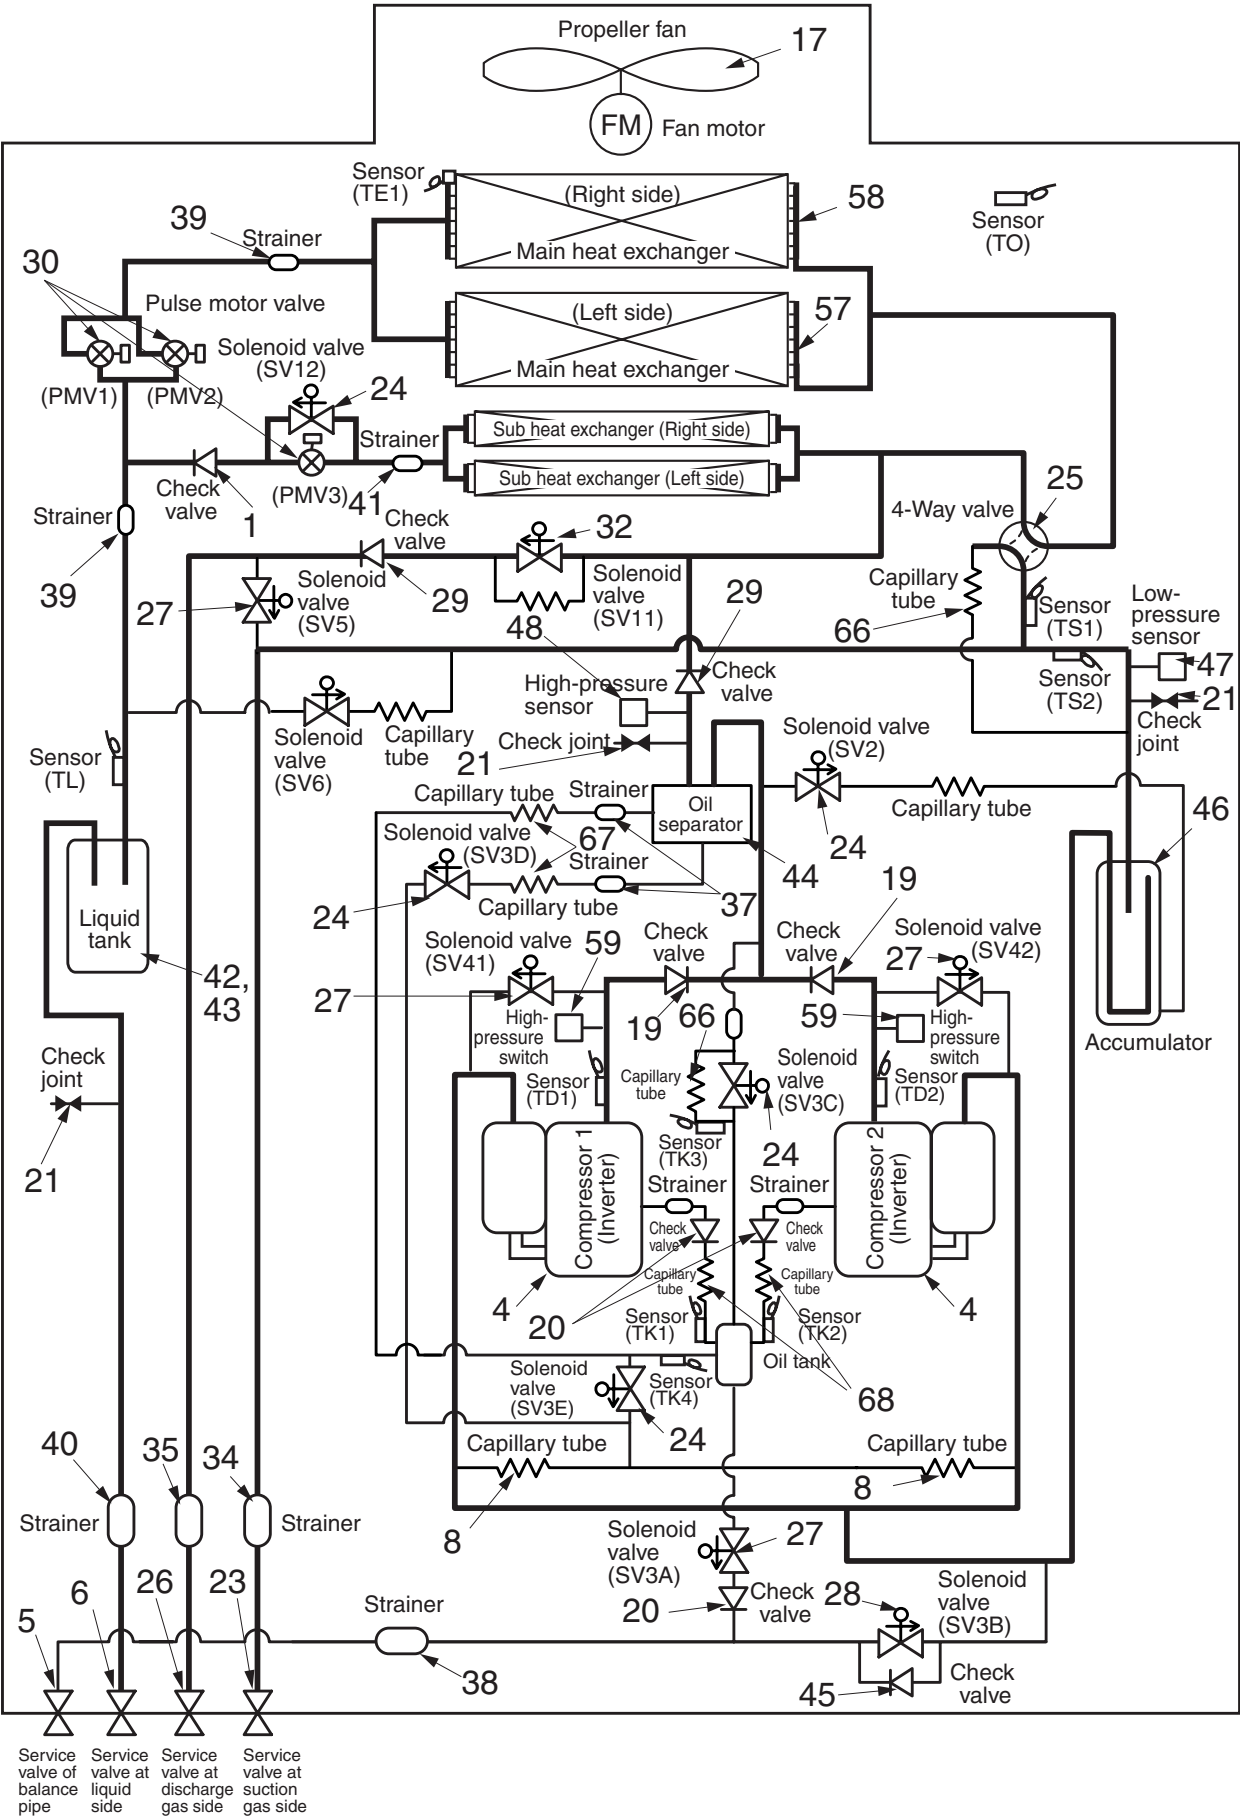 Propeller fan
17
FM
Fan motor
Sensor
(TE1)
(Right side)
Main heat exchanger
58
Sensor
(TO)
39
Strainer
30
Pulse motor valve
(Left side)
Main heat exchanger
57
Solenoid valve
(SV12)
24
(PMV1)
(PMV2)
Strainer
Sub heat exchanger (Right side)
Sub heat exchanger (Left side)
Check
valve
1
(PMV3)
41
25
4-Way valve
Strainer
39
Check
valve
32
29
27
Solenoid
valve
(SV5)
Solenoid
valve
(SV11)
29
Capillary
tube
66
Sensor
(TS1)
Low-
pressure
sensor
47
48
High-pressure
sensor
Check
valve
Sensor
(TS2)
21
Check
joint
Check joint
21
Solenoid
valve
(SV6)
Capillary
tube
Solenoid valve
(SV2)
Capillary tube
24
Sensor
(TL)
Capillary tube
Strainer
Oil
separator
44
46
Solenoid valve
(SV3D)
67
Strainer
24
Capillary tube
37
Liquid
tank
42,
43
Solenoid valve
(SV41)
59
Check
valve
Check
valve
19
Solenoid valve
(SV42)
27
27
High-
pressure
switch
19
66
59
High-
pressure
switch
Accumulator
Check
joint
21
Sensor
(TD1)
Capillary
tube
Solenoid
valve
(SV3C)
Sensor
(TD2)
Sensor
(TK3)
24
Compressor 1
(Inverter)
Compressor 2
(Inverter)
Strainer
Strainer
Check
valve
Check
valve
Capillary
tube
Capillary
tube
4
20
4
Sensor
(TK1)
Sensor
(TK2)
Oil tank
Solenoid
valve
(SV3E)
Sensor
(TK4)
68
24
Capillary tube
Capillary tube
8
8
40
35
34
Strainer
Strainer
Solenoid
valve
(SV3A)
27
20
Check
valve
28
Solenoid
valve
(SV3B)
45
Check
valve
5
6
26
23
Strainer
38
Service
valve of
balance
pipe
Service
valve at
liquid
side
Service
valve at
discharge
gas side
Service
valve at
suction
gas side